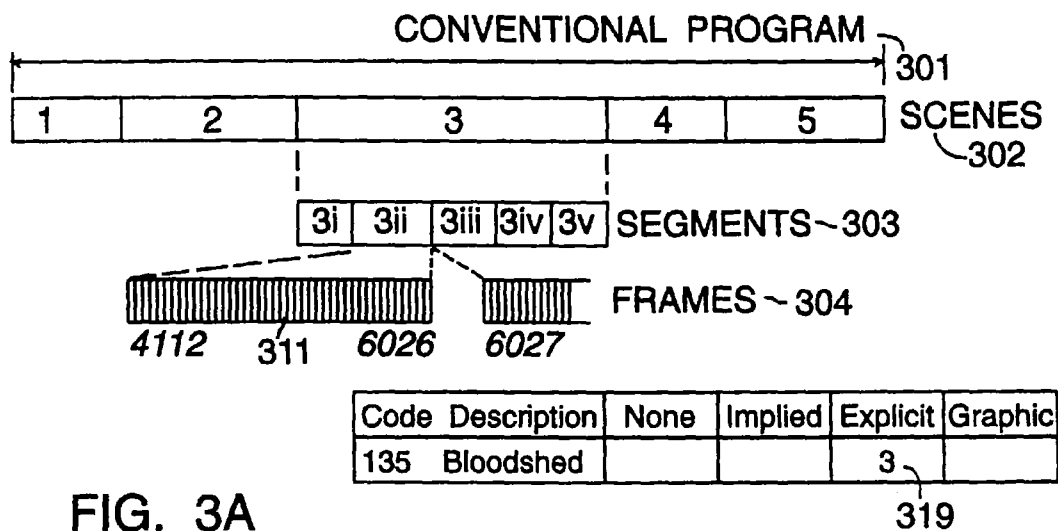 CONVENTIONAL PROGRAM 301
1 2 3 4 5 SCENES 302
3i 3ii 3iii 3iv 3v SEGMENTS ~ 303
FRAMES ~ 304
4112 311 6026 6027
Code Description None Implied Explicit Graphic
135 Bloodshed 3
319
FIG. 3A